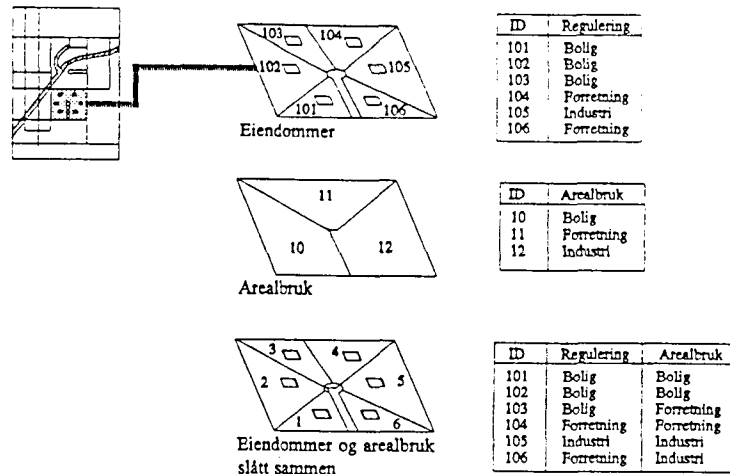 103
104
102
105
101
106
Eiendommer
ID Regulering
101 Bolig
102 Bolig
103 Bolig
104 Forretning
105 Industri
106 Forretning
11
10
12
Arealbruk
ID Arealbruk
10 Bolig
11 Forretning
12 Industri
3
4
2
5
1
6
Eiendommer og arealbruk
slått sammen
ID Regulering Arealbruk
101 Bolig Bolig
102 Bolig Bolig
103 Bolig Forretning
104 Forretning Forretning
105 Industri Industri
106 Forretning Industri